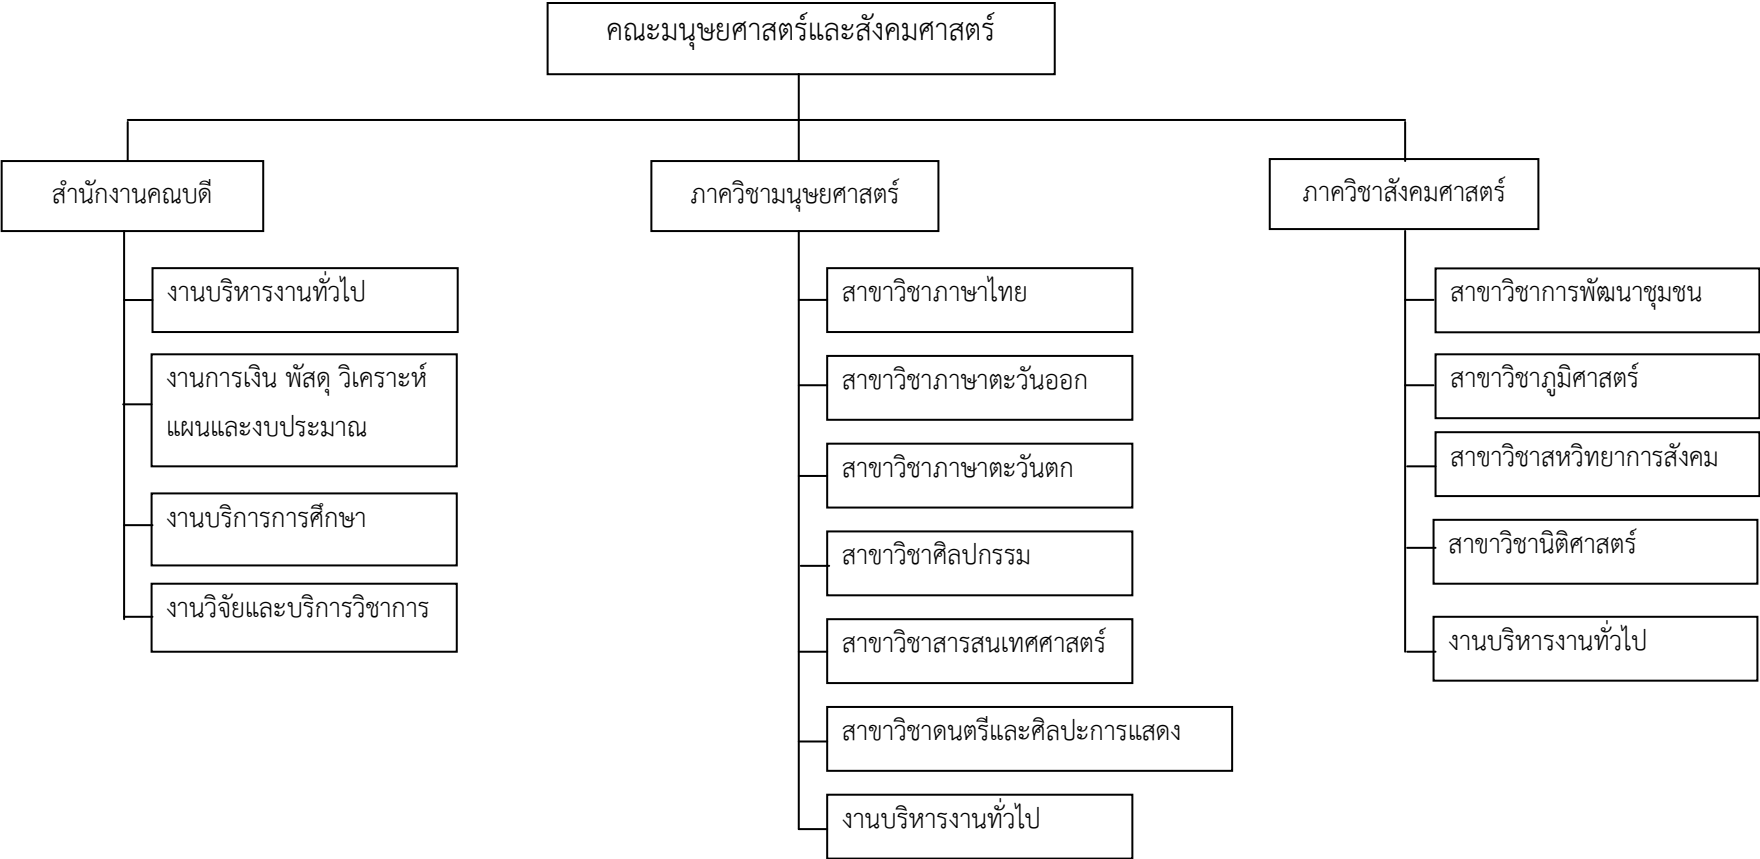 คณะมนุษยศาสตร์และสังคมศาสตร์
สำนักงานคณบดี
ภาควิชามนุษยศาสตร์
ภาควิชาสังคมศาสตร์
งานบริหารงานทั่วไป
งานการเงิน พัสดุ วิเคราะห์
แผนและงบประมาณ
งานบริการการศึกษา
งานวิจัยและบริการวิชาการ
สาขาวิชาภาษาไทย
สาขาวิชาภาษาตะวันออก
สาขาวิชาภาษาตะวันตก
สาขาวิชาศิลปกรรม
สาขาวิชาสารสนเทศศาสตร์
สาขาวิชาดนตรีและศิลปะการแสดง
งานบริหารงานทั่วไป
สาขาวิชาการพัฒนาชุมชน
สาขาวิชาภูมิศาสตร์
สาขาวิชาสหวิทยาการสังคม
สาขาวิชานิติศาสตร์
งานบริหารงานทั่วไป